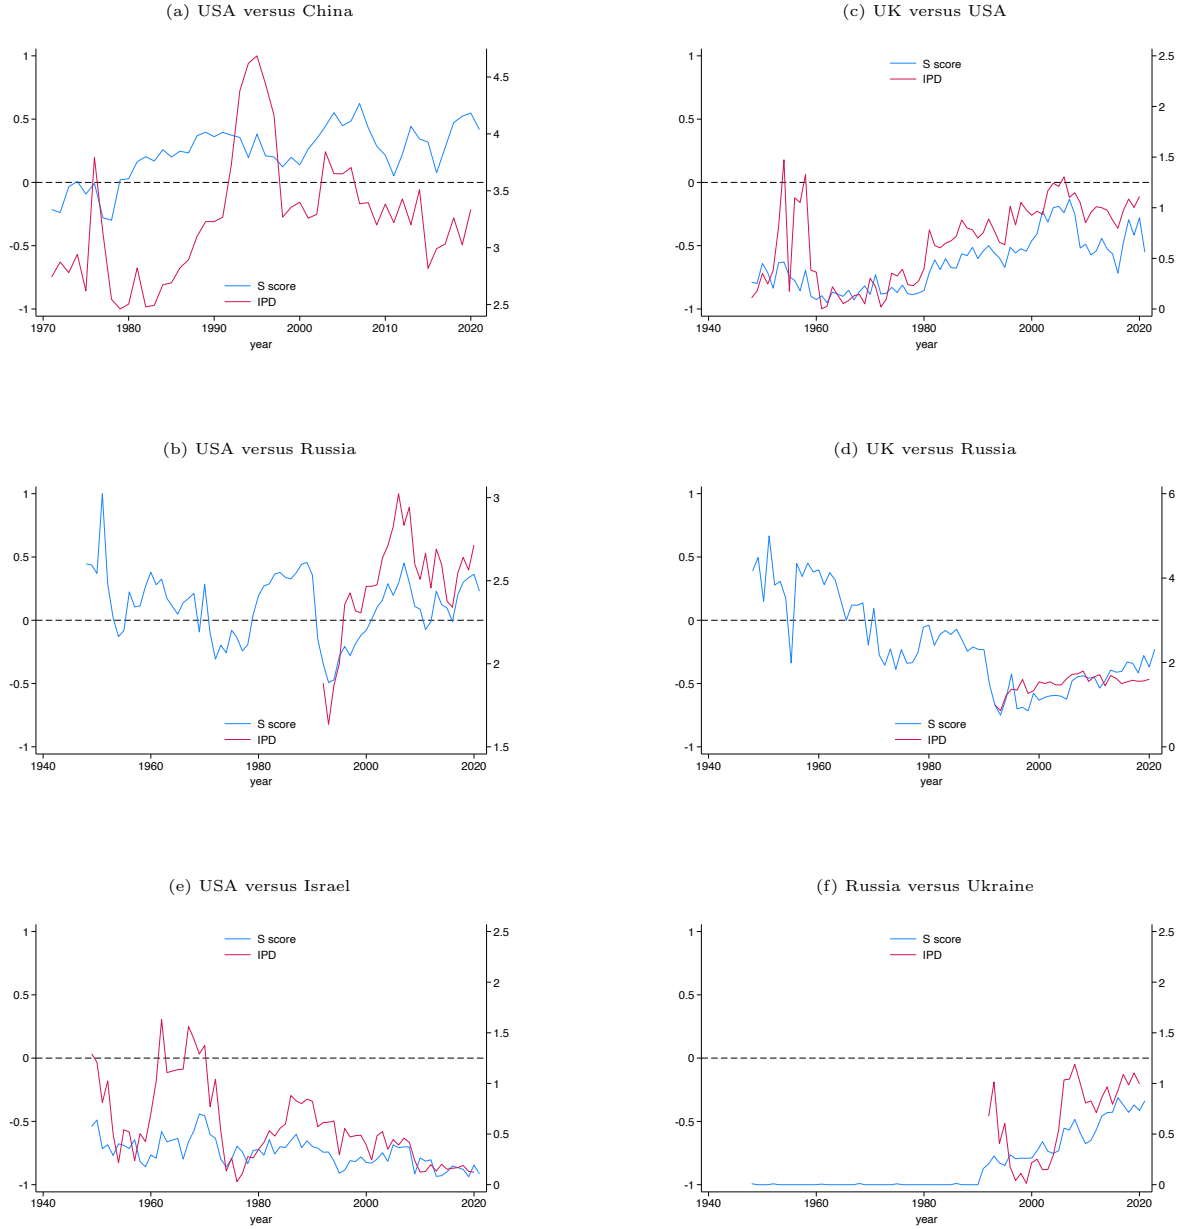 (a) USA versus China
1
0.5
0
-0.5
-1
4.5
4
3.5
3
2.5
S score
IPD
1970 1980 1990 2000 2010 2020
year
(c) UK versus USA
1
0.5
0
-0.5
-1
2.5
2
1.5
1
0.5
0
S score
IPD
1940 1960 1980 2000 2020
year
(b) USA versus Russia
1
0.5
0
-0.5
-1
3
2.5
2
1.5
S score
IPD
1940 1960 1980 2000 2020
year
(d) UK versus Russia
1
0.5
0
-0.5
-1
6
4
2
0
S score
IPD
1940 1960 1980 2000 2020
year
(e) USA versus Israel
1
0.5
0
-0.5
-1
2.5
2
1.5
1
0.5
0
S score
IPD
1940 1960 1980 2000 2020
year
(f) Russia versus Ukraine
1
0.5
0
-0.5
-1
2.5
2
1.5
1
0.5
0
S score
IPD
1940 1960 1980 2000 2020
year